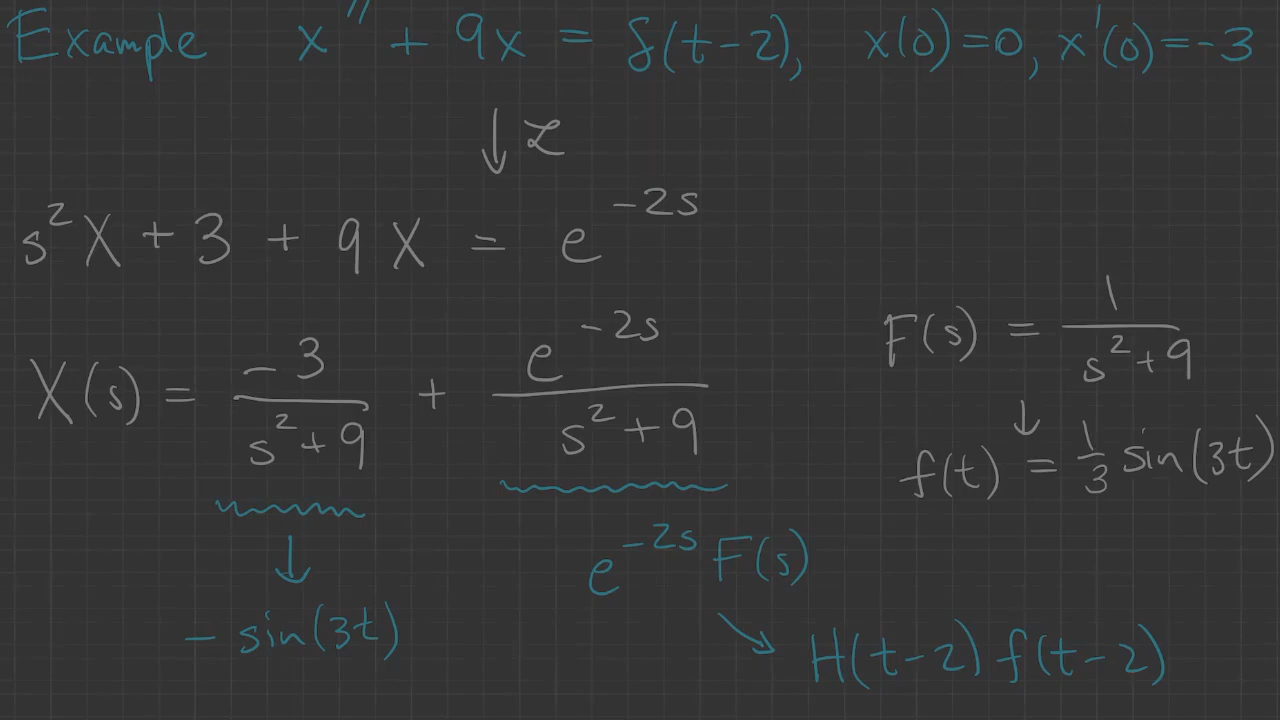 Example x'' + 9x = δ(t-2), x(0)=0, x'(0)=-3
↓ ℒ
s²X + 3 + 9X = e^{-2s}
X(s) = -3/(s²+9) + e^{-2s}/(s²+9)
F(s) = 1/(s²+9)
↓
f(t) = 1/3 sin(3t)
↓
- sin(3t)
e^{-2s} F(s)
↘ H(t-2) f(t-2)